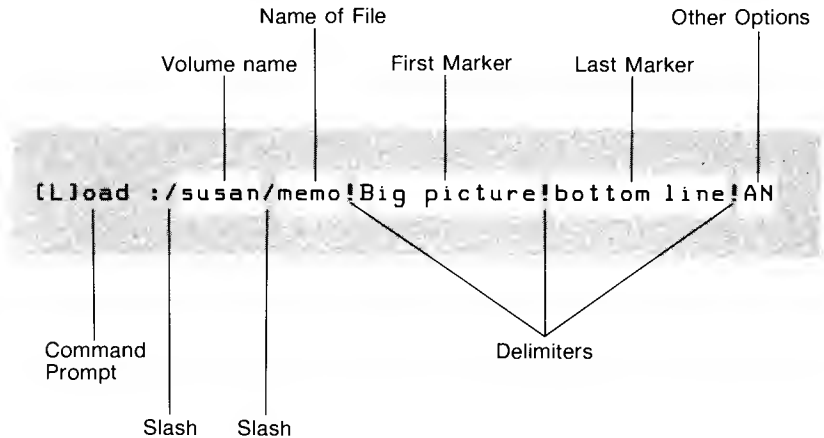 Name of File
Other Options
Volume name
First Marker
Last Marker
[L]oad :/susan/memo!Big picture!bottom line!AN
Command
Prompt
Delimiters
Slash
Slash